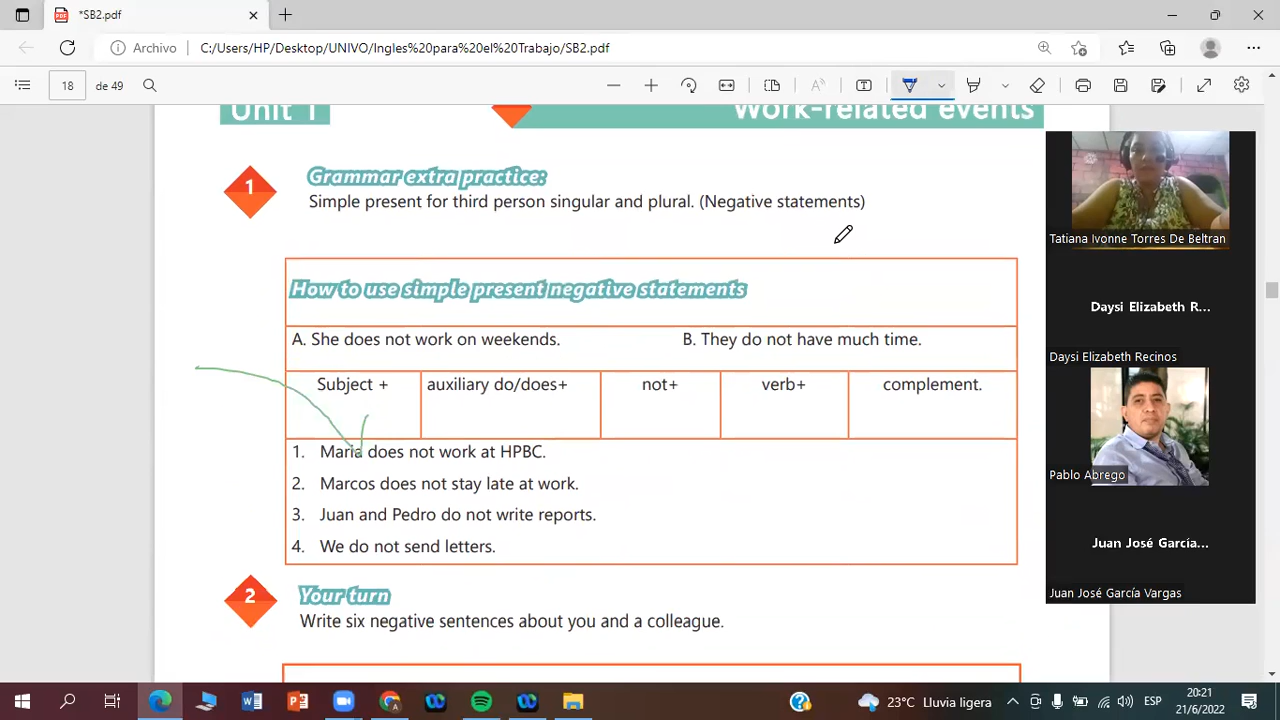 *SB2.pdf
Archivo
C:/Users/HP/Desktop/UNIVO/Ingles%20para%20el%20Trabajo/SB2.pdf
18
de 49
Unit 1
Work-related events
1
Grammar extra practice:
Simple present for third person singular and plural. (Negative statements)
How to use simple present negative statements
A. She does not work on weekends.
B. They do not have much time.
Subject +
auxiliary do/does+
not+
verb+
complement.
1. Maria does not work at HPBC.
2. Marcos does not stay late at work.
3. Juan and Pedro do not write reports.
4. We do not send letters.
2
Your turn
Write six negative sentences about you and a colleague.
Tatiana Ivonne Torres De Beltran
Daysi Elizabeth R...
Daysi Elizabeth Recinos
Pablo Abrego
Juan José García...
Juan José García Vargas
23°C Lluvia ligera
ESP
20:21
21/6/2022